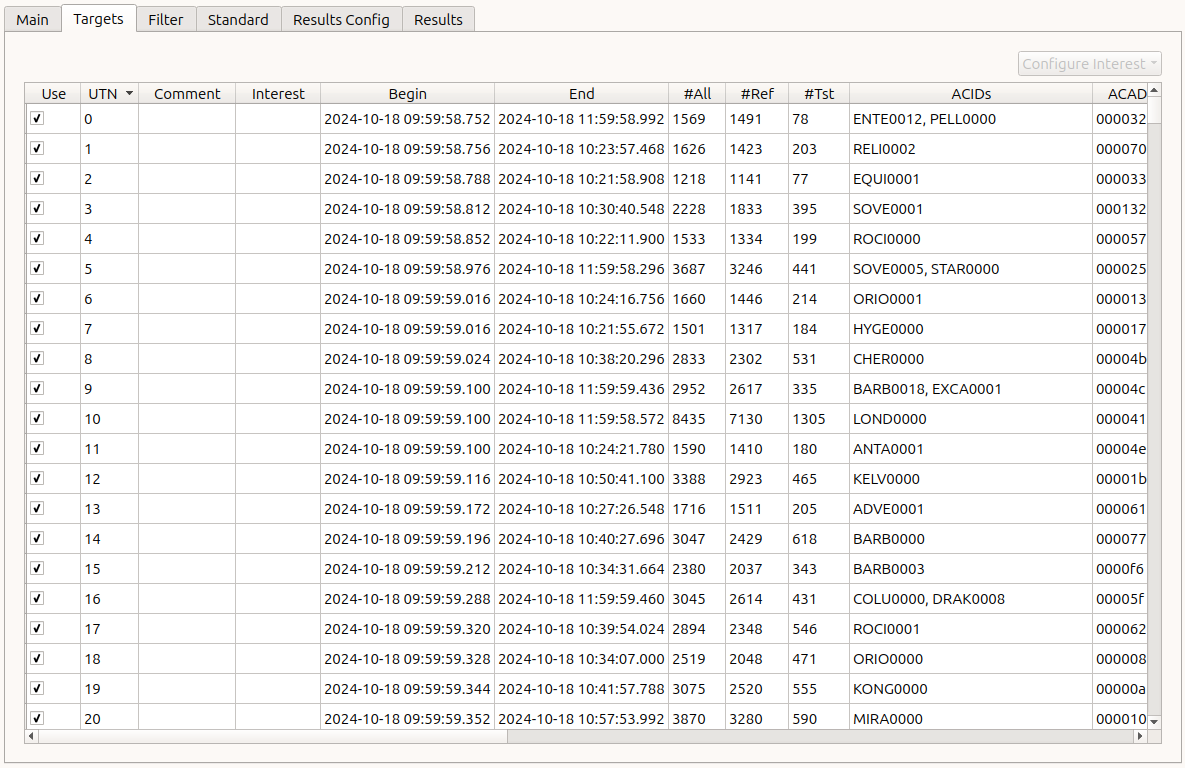 Main Targets Filter Standard Results Config Results
Configure Interest
Use UTN Comment Interest Begin End #All #Ref #Tst ACIDs ACAD
0 2024-10-18 09:59:58.752 2024-10-18 11:59:58.992 1569 1491 78 ENTE0012, PELL0000 000032
1 2024-10-18 09:59:58.756 2024-10-18 10:23:57.468 1626 1423 203 RELI0002 000070
2 2024-10-18 09:59:58.788 2024-10-18 10:21:58.908 1218 1141 77 EQUI0001 000033
3 2024-10-18 09:59:58.812 2024-10-18 10:30:40.548 2228 1833 395 SOVE0001 000132
4 2024-10-18 09:59:58.852 2024-10-18 10:22:11.900 1533 1334 199 ROCI0000 000057
5 2024-10-18 09:59:58.976 2024-10-18 11:59:58.296 3687 3246 441 SOVE0005, STAR0000 000025
6 2024-10-18 09:59:59.016 2024-10-18 10:24:16.756 1660 1446 214 ORIO0001 000013
7 2024-10-18 09:59:59.016 2024-10-18 10:21:55.672 1501 1317 184 HYGE0000 000017
8 2024-10-18 09:59:59.024 2024-10-18 10:38:20.296 2833 2302 531 CHER0000 00004b
9 2024-10-18 09:59:59.100 2024-10-18 11:59:59.436 2952 2617 335 BARB0018, EXCA0001 00004c
10 2024-10-18 09:59:59.100 2024-10-18 11:59:58.572 8435 7130 1305 LOND0000 000041
11 2024-10-18 09:59:59.100 2024-10-18 10:24:21.780 1590 1410 180 ANTA0001 00004e
12 2024-10-18 09:59:59.116 2024-10-18 10:50:41.100 3388 2923 465 KELV0000 00001b
13 2024-10-18 09:59:59.172 2024-10-18 10:27:26.548 1716 1511 205 ADVE0001 000061
14 2024-10-18 09:59:59.196 2024-10-18 10:40:27.696 3047 2429 618 BARB0000 000077
15 2024-10-18 09:59:59.212 2024-10-18 10:34:31.664 2380 2037 343 BARB0003 0000f6
16 2024-10-18 09:59:59.288 2024-10-18 11:59:59.460 3045 2614 431 COLU0000, DRAK0008 00005f
17 2024-10-18 09:59:59.320 2024-10-18 10:39:54.024 2894 2348 546 ROCI0001 000062
18 2024-10-18 09:59:59.328 2024-10-18 10:34:07.000 2519 2048 471 ORIO0000 000008
19 2024-10-18 09:59:59.344 2024-10-18 10:41:57.788 3075 2520 555 KONG0000 00000a
20 2024-10-18 09:59:59.352 2024-10-18 10:57:53.992 3870 3280 590 MIRA0000 000010